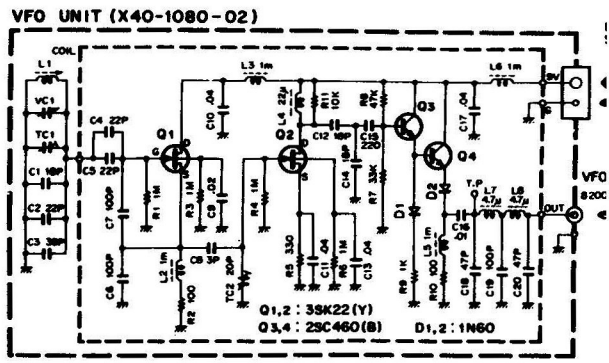 VFO UNIT (X40-1080-02)
COIL
L1
VC1
TC1
C1 18P
C2 22P
C3 39P
C4 22P
C5 22P
C7 100P
C6 100P
R1 1M
Q1
G
D
S
R3 1M
C9 .02
C10 .04
L3 1m
L2 1m
R2 100
C8 3P
R4 1M
TC2 20P
L4 22μ
R11 10K
Q2
D
S
R5 330
C11 .04
R6 1M
C13 .04
C12 18P
C14 18P
C15 220
R8 47K
R7 33K
Q3
D1
R9 1K
Q4
D2
L5 1m
R10 100
C17 .04
L6 1m
9V
T.P
C16 .01
L7 4.7μ
L8 4.7μ
C18 47P
C19 100P
C20 47P
OUT
VFO
Q1,2 : 3SK22(Y)
Q3,4 : 2SC460(B)
D1,2 : 1N60